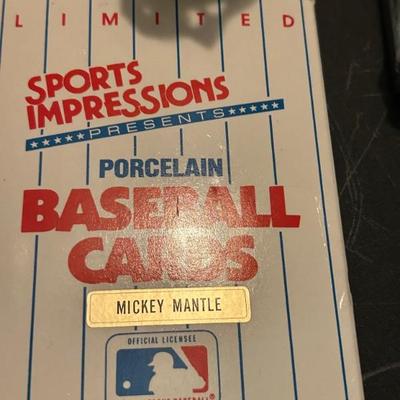 LIMITED
SPORTS
IMPRESSIONS
PRESENTS
PORCELAIN
BASEBALL
CARDS
MICKEY MANTLE
OFFICIAL LICENSEE